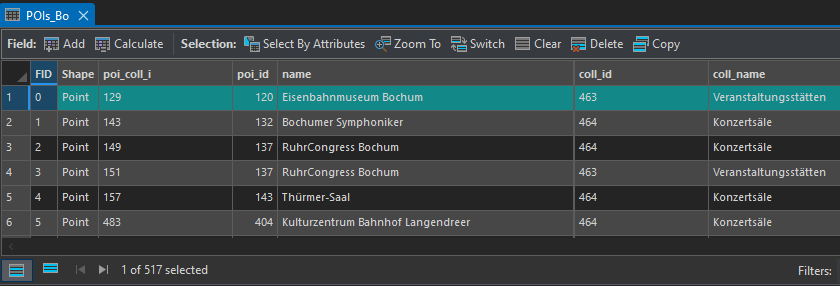 POIs_Bo
Field: Add Calculate Selection: Select By Attributes Zoom To Switch Clear Delete Copy
FID Shape poi_coll_i poi_id name coll_id coll_name
1 0 Point 129 120 Eisenbahnmuseum Bochum 463 Veranstaltungsstätten
2 1 Point 143 132 Bochumer Symphoniker 464 Konzertsäle
3 2 Point 149 137 RuhrCongress Bochum 464 Konzertsäle
4 3 Point 151 137 RuhrCongress Bochum 463 Veranstaltungsstätten
5 4 Point 157 143 Thürmer-Saal 464 Konzertsäle
6 5 Point 483 404 Kulturzentrum Bahnhof Langendreer 464 Konzertsäle
1 of 517 selected Filters: